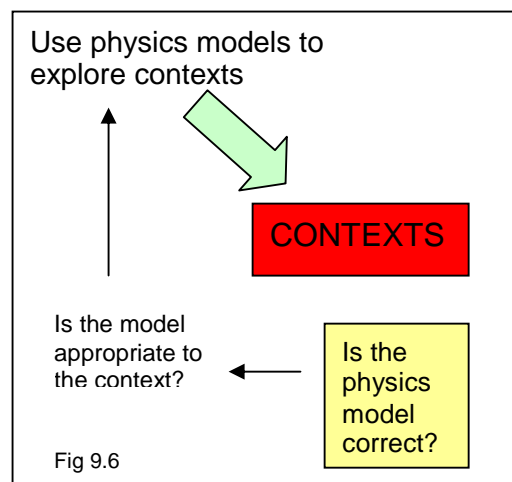 Use physics models to
explore contexts
CONTEXTS
Is the model
appropriate to
the context?
Is the
physics
model
correct?
Fig 9.6